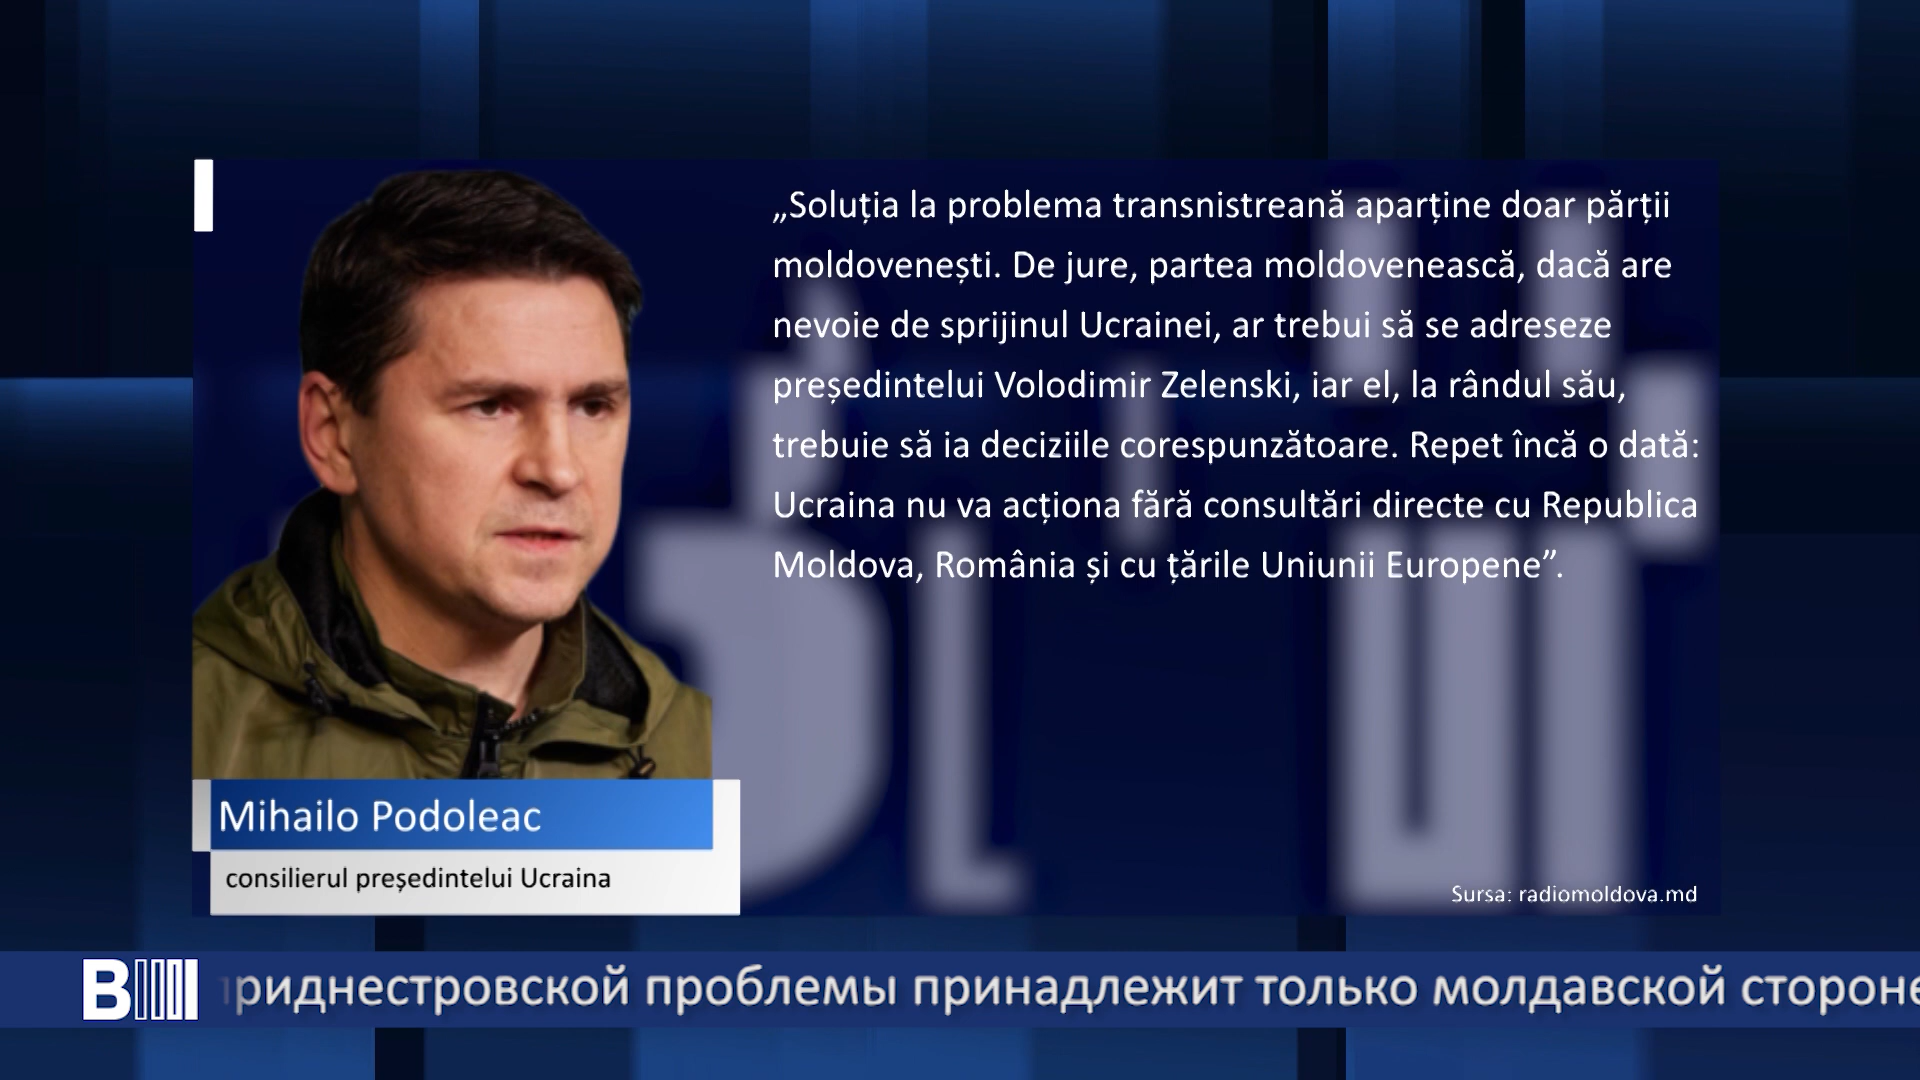 „Soluția la problema transnistreană aparține doar părții
moldovenești. De jure, partea moldovenească, dacă are
nevoie de sprijinul Ucrainei, ar trebui să se adreseze
președintelui Volodimir Zelenski, iar el, la rândul său,
trebuie să ia deciziile corespunzătoare. Repet încă o dată:
Ucraina nu va acționa fără consultări directe cu Republica
Moldova, România și cu țările Uniunii Europene”.
Mihailo Podoleac
consilierul președintelui Ucraina
Sursa: radiomoldova.md
приднестровской проблемы принадлежит только молдавской стороне